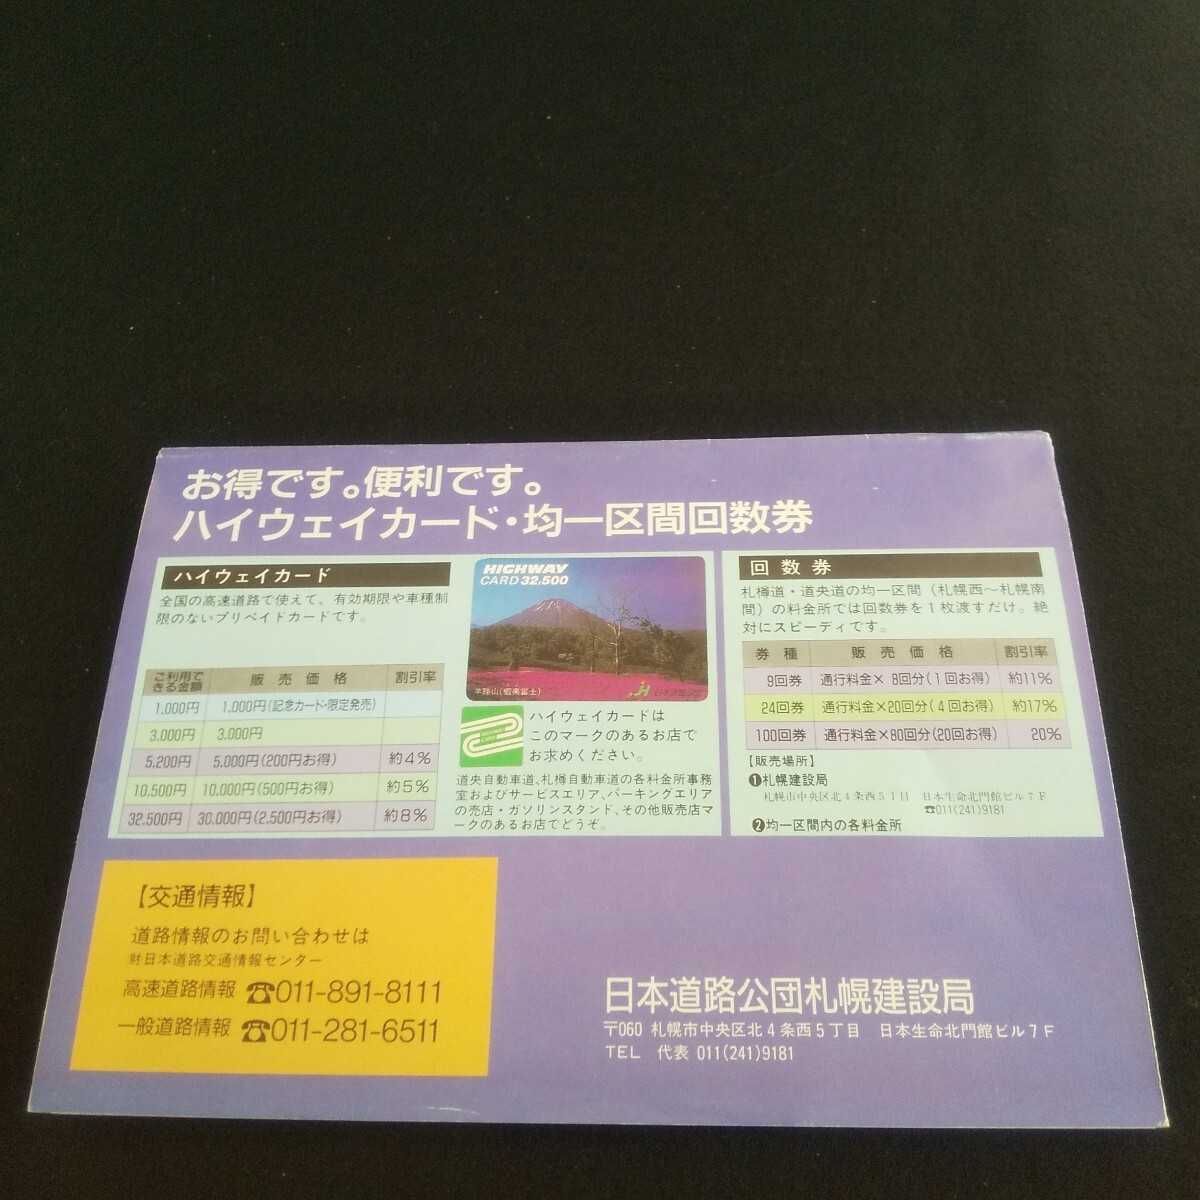 お得です。便利です。
ハイウェイカード・均一区間回数券
ハイウェイカード
全国の高速道路で使えて、有効期限や車種制
限のないプリペイドカードです。
ご利用で
きる金額 販売価格 割引率
1,000円 1,000円(記念カード・限定発売)
3,000円 3,000円
5,200円 5,000円(200円お得) 約4%
10,500円 10,000円(500円お得) 約5%
32,500円 30,000円(2,500円お得) 約8%
HIGHWAY
CARD 32,500
羊蹄山(蝦夷富士)
JH 日本道路公団
HIGHWAY
CARD
ハイウェイカードは
このマークのあるお店で
お求めください。
道央自動車道、札樽自動車道の各料金所事務
室およびサービスエリア、パーキングエリア
の売店・ガソリンスタンド、その他販売店マ
ークのあるお店でどうぞ。
回数券
札樽道・道央道の均一区間(札幌西〜札幌南
間)の料金所では回数券を1枚渡すだけ。絶
対にスピーディです。
券種 販売価格 割引率
9回券 通行料金×8回分(1回お得) 約11%
24回券 通行料金×20回分(4回お得) 約17%
100回券 通行料金×80回分(20回お得) 20%
【販売場所】
❶札幌建設局
札幌市中央区北4条西5丁目 日本生命北門館ビル7F
☎011(241)9181
❷均一区間内の各料金所
【交通情報】
道路情報のお問い合わせは
財日本道路交通情報センター
高速道路情報 ☎011-891-8111
一般道路情報 ☎011-281-6511
日本道路公団札幌建設局
〒060 札幌市中央区北4条西5丁目 日本生命北門館ビル7F
TEL 代表 011(241)9181